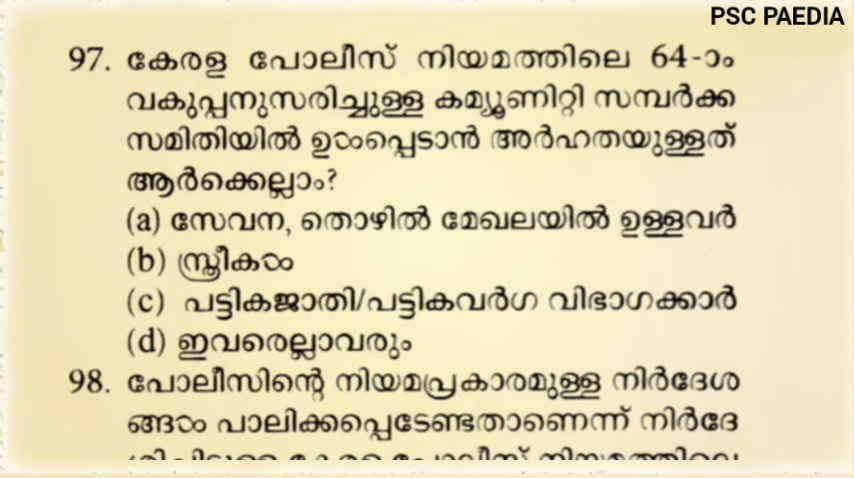 PSC PAEDIA
97. കേരള പോലീസ് നിയമത്തിലെ 64-ാം
വകുപ്പനുസരിച്ചുള്ള കമ്യൂണിറ്റി സമ്പർക്ക
സമിതിയിൽ ഉൾപ്പെടാൻ അർഹതയുള്ളത്
ആർക്കെല്ലാം?
(a) സേവന, തൊഴിൽ മേഖലയിൽ ഉള്ളവർ
(b) സ്ത്രീകൾ
(c) പട്ടികജാതി/പട്ടികവർഗ വിഭാഗക്കാർ
(d) ഇവരെല്ലാവരും
98. പോലീസിന്റെ നിയമപ്രകാരമുള്ള നിർദേശ
ങ്ങൾ പാലിക്കപ്പെടേണ്ടതാണെന്ന് നിർദേ